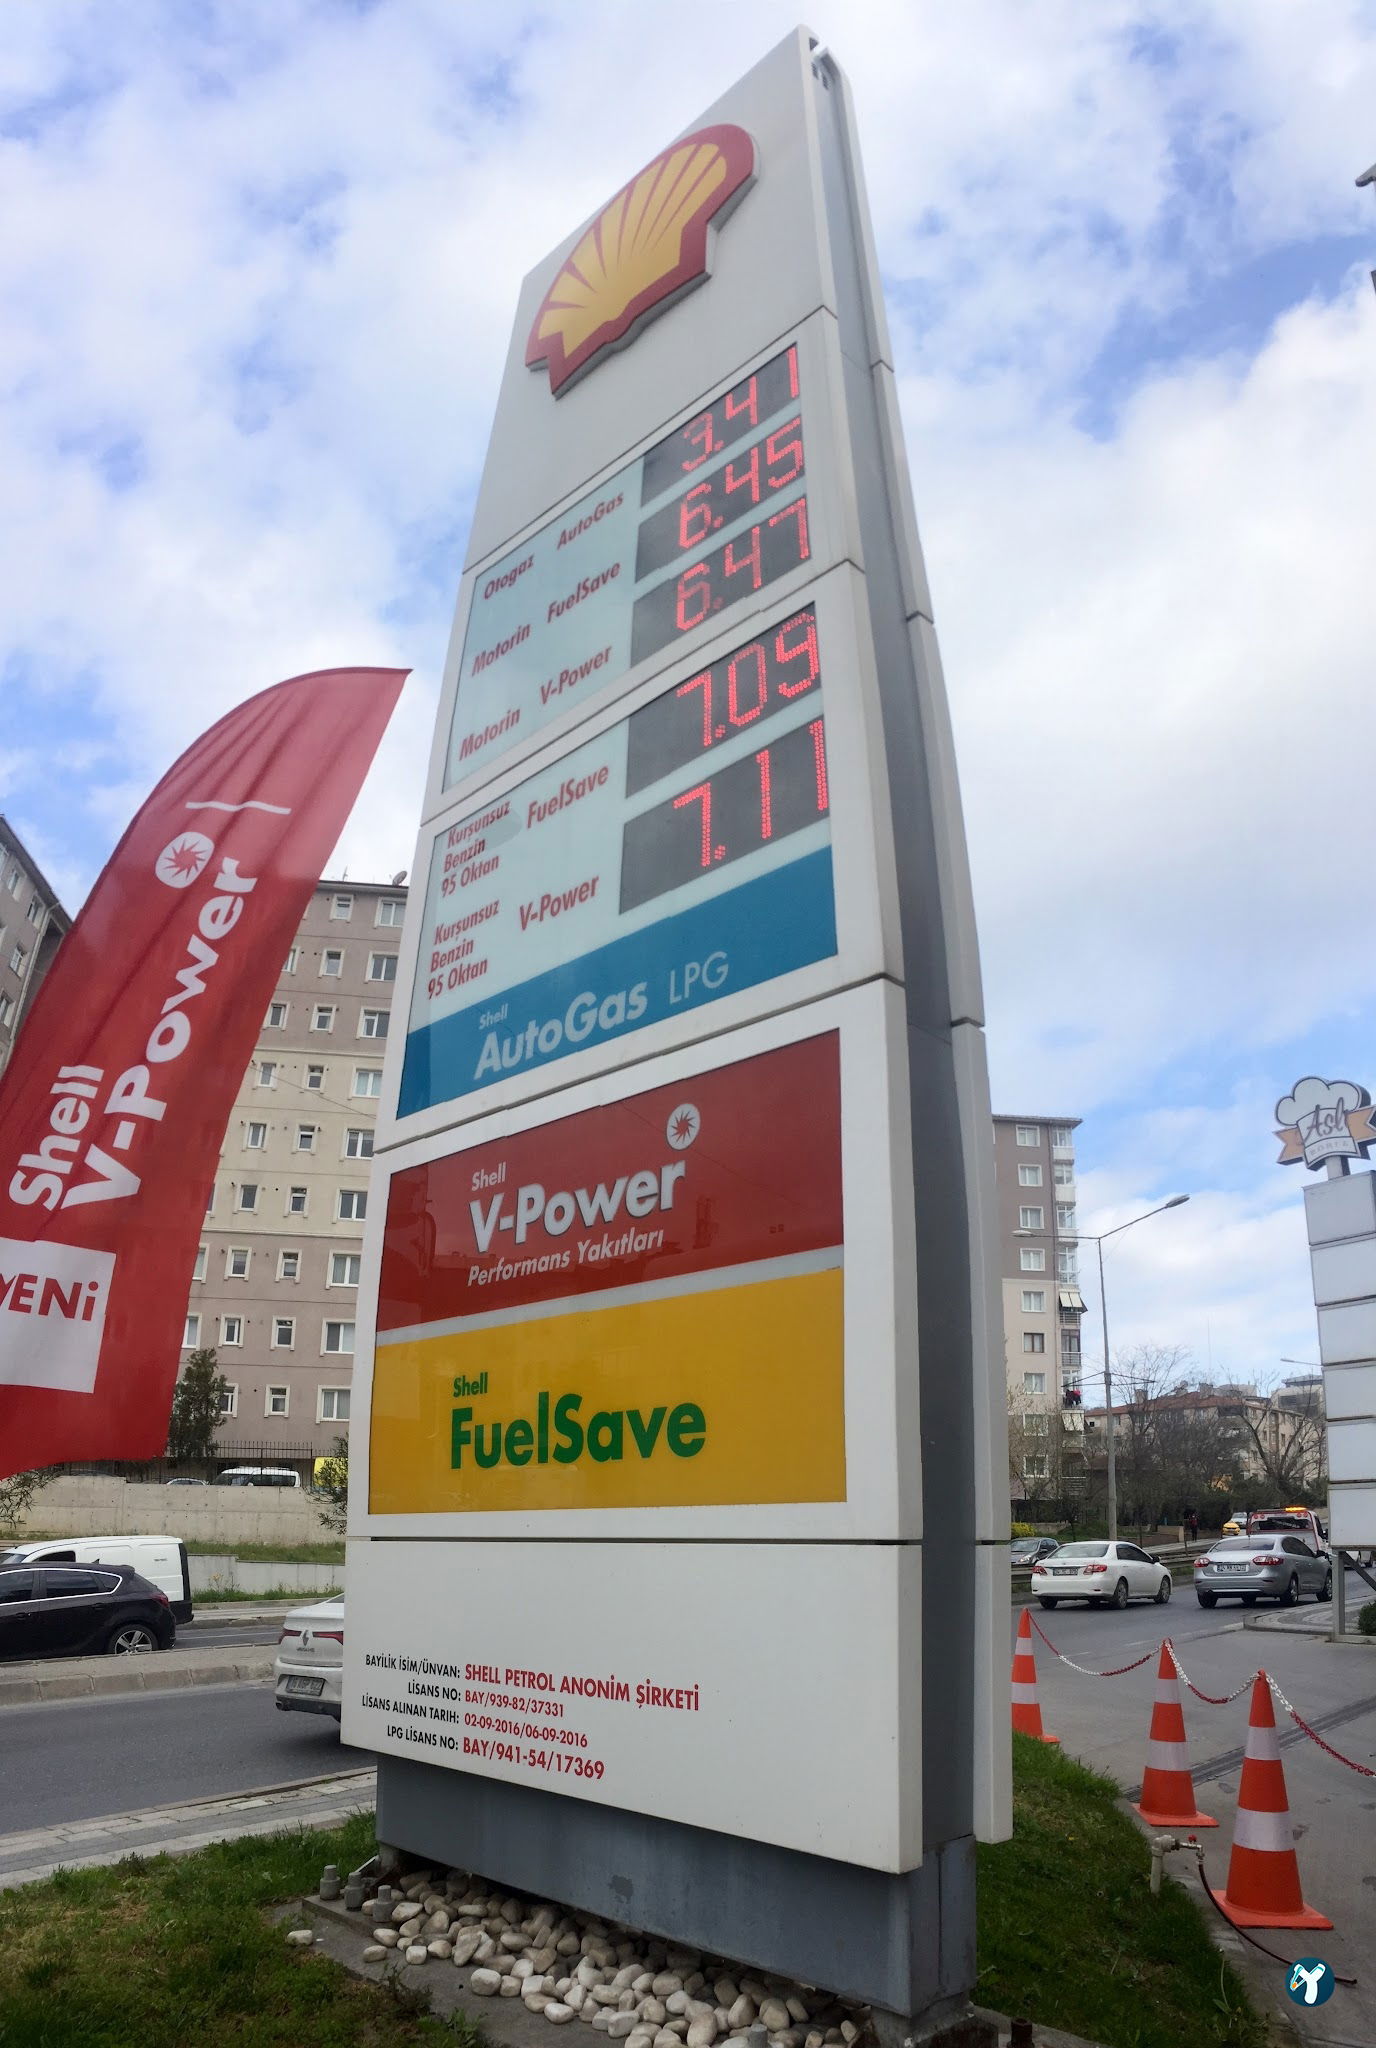 Otogaz AutoGas 3.41
Motorin FuelSave 6.45
Motorin V-Power 6.47
Kurşunsuz
Benzin
95 Oktan
FuelSave 7.09
Kurşunsuz
Benzin
95 Oktan
V-Power 7.11
Shell
AutoGas LPG
Shell
V-Power
Performans Yakıtları
Shell
FuelSave
BAYİLİK İSİM/ÜNVAN: SHELL PETROL ANONİM ŞİRKETİ
LİSANS NO: BAY/939-82/37331
LİSANS ALINAN TARIH: 02-09-2016/06-09-2016
LPG LİSANS NO: BAY/941-54/17369
Shell
V-Power
YENİ
Aslı
BÖREK